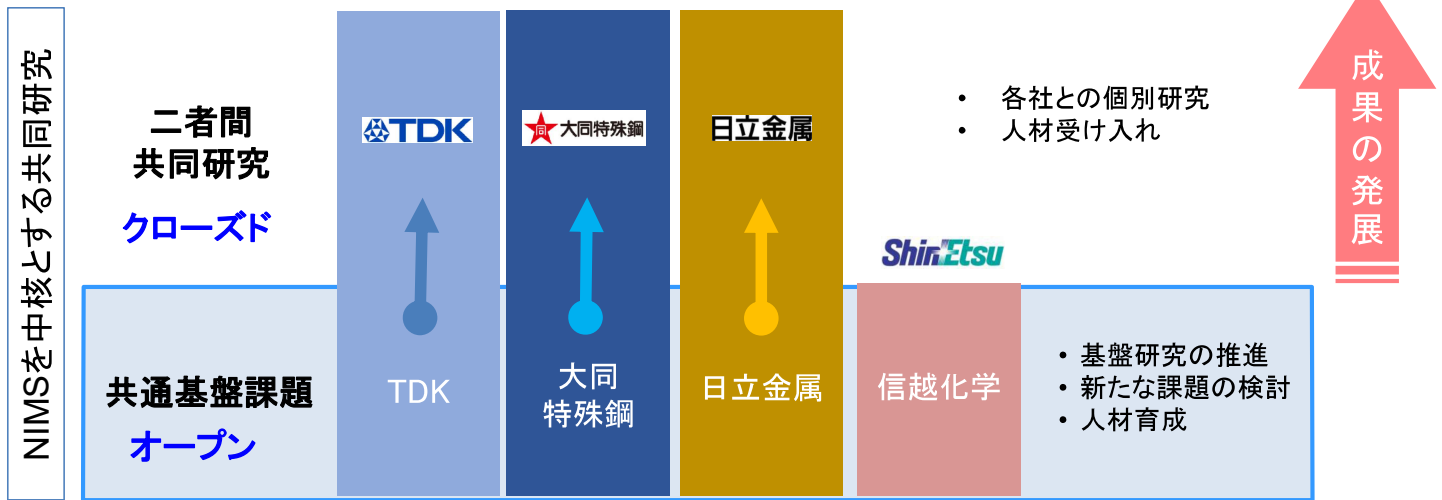 NIMSを中核とする共同研究
二者間
共同研究
クローズド
TDK
同 大同特殊鋼
日立金属
• 各社との個別研究
• 人材受け入れ
成果の発展
ShinEtsu
共通基盤課題
オープン
TDK
大同
特殊鋼
日立金属
信越化学
• 基盤研究の推進
• 新たな課題の検討
• 人材育成